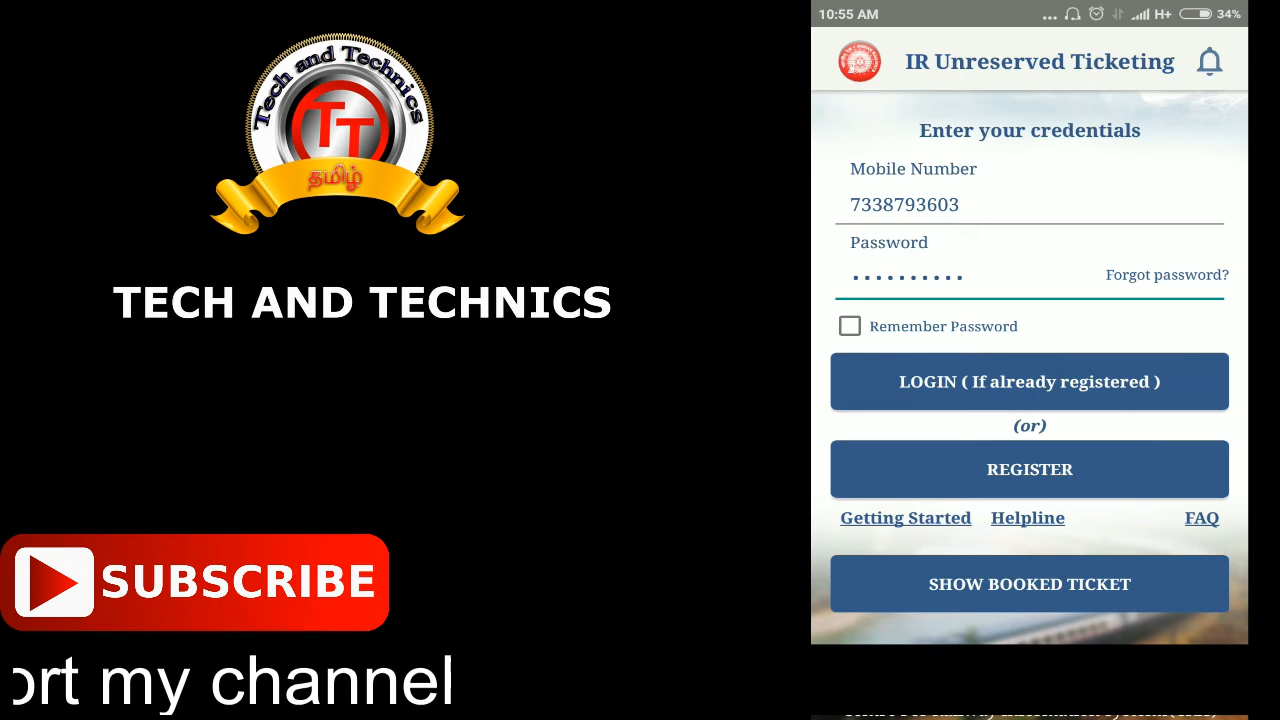 Tech and Technics
TT
தமிழ்
TECH AND TECHNICS
SUBSCRIBE
my channel
10:55 AM
H+ 34%
IR Unreserved Ticketing
Enter your credentials
Mobile Number
7338793603
Password
Forgot password?
Remember Password
LOGIN ( If already registered )
(or)
REGISTER
Getting Started Helpline FAQ
SHOW BOOKED TICKET